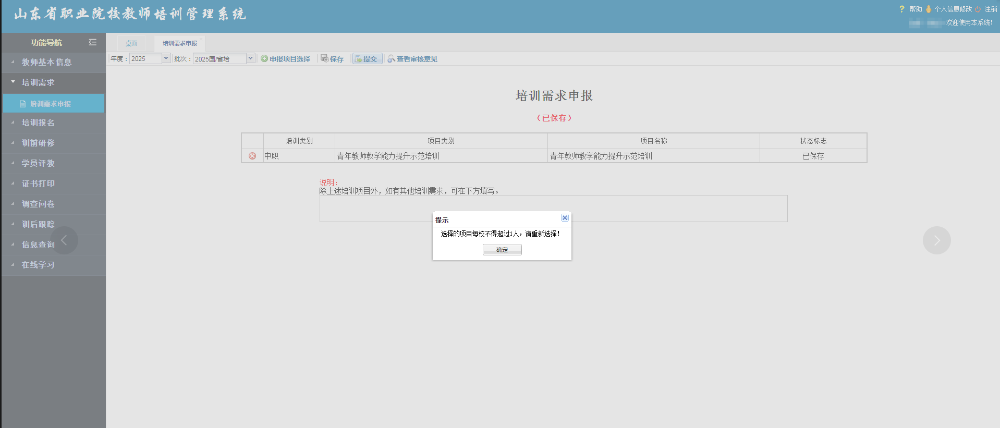 山东省职业院校教师培训管理系统
? 帮助 个人信息修改 注销
欢迎使用本系统!
功能导航
桌面
培训需求申报
年度: 2025 批次: 2025国/省培 申报项目选择 保存 提交 查看审核意见
教师基本信息
培训需求
培训需求申报
培训报名
训前研修
学员评教
证书打印
调查问卷
训后跟踪
信息查询
在线学习
培训需求申报
(已保存)
培训类别 项目类别 项目名称 状态标志
中职 青年教师教学能力提升示范培训 青年教师教学能力提升示范培训 已保存
说明:
除上述培训项目外，如有其他培训需求，可在下方填写。
提示
选择的项目每校不得超过1人，请重新选择!
确定